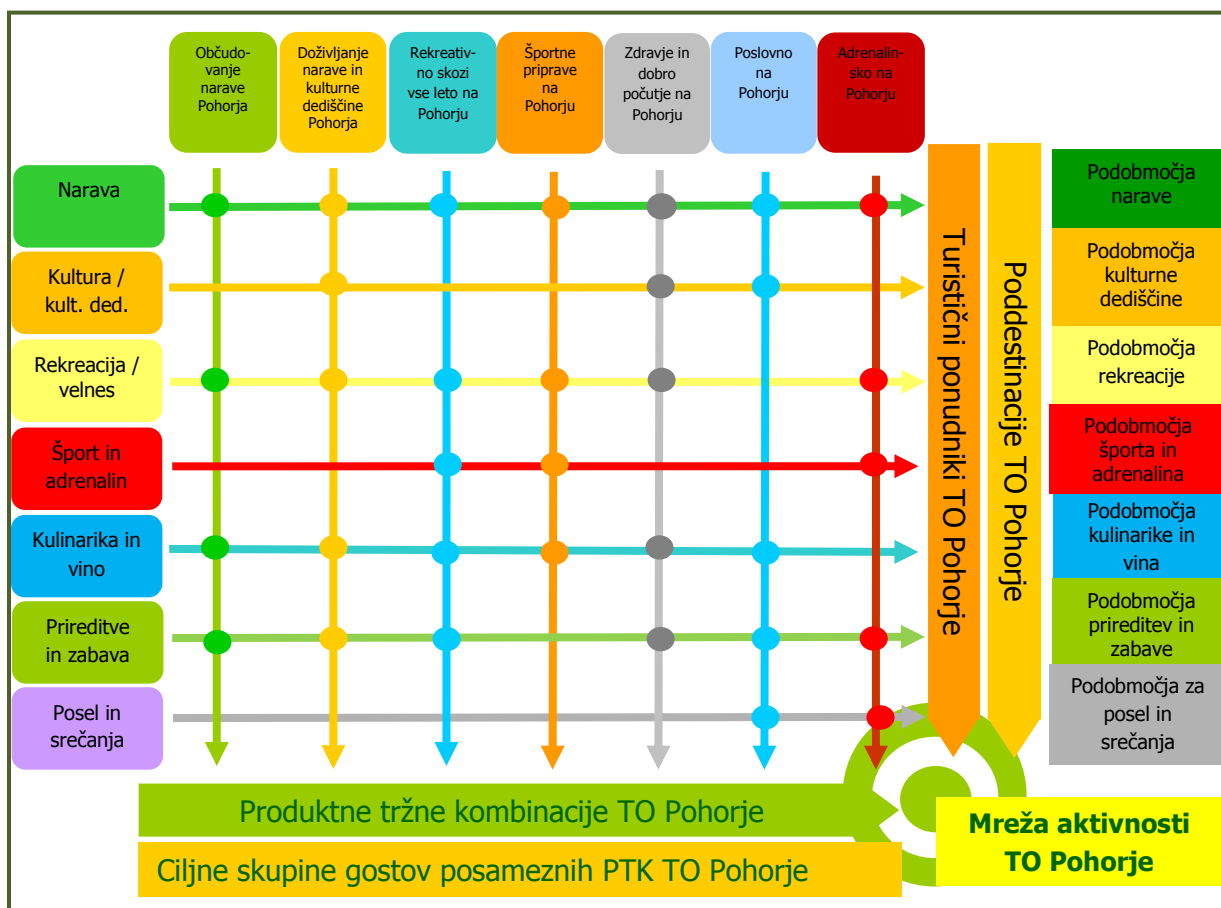 Občudo-
vanje
narave
Pohorja
Doživljanje
narave in
kulturne
dediščine
Pohorja
Rekreativ-
no skozi
vse leto na
Pohorju
Športne
priprave
na
Pohorju
Zdravje in
dobro
počutje na
Pohorju
Poslovno
na
Pohorju
Adrenalin-
sko na
Pohorju
Narava
Kultura /
kult. ded.
Rekreacija /
velnes
Šport in
adrenalin
Kulinarika in
vino
Prireditve
in zabava
Posel in
srečanja
Turistični ponudniki TO Pohorje
Poddestinacije TO Pohorje
Podobmočja
narave
Podobmočja
kulturne
dediščine
Podobmočja
rekreacije
Podobmočja
športa in
adrenalina
Podobmočja
kulinarike in
vina
Podobmočja
prireditev in
zabave
Podobmočja za
posel in
srečanja
Produktne tržne kombinacije TO Pohorje
Ciljne skupine gostov posameznih PTK TO Pohorje
Mreža aktivnosti
TO Pohorje